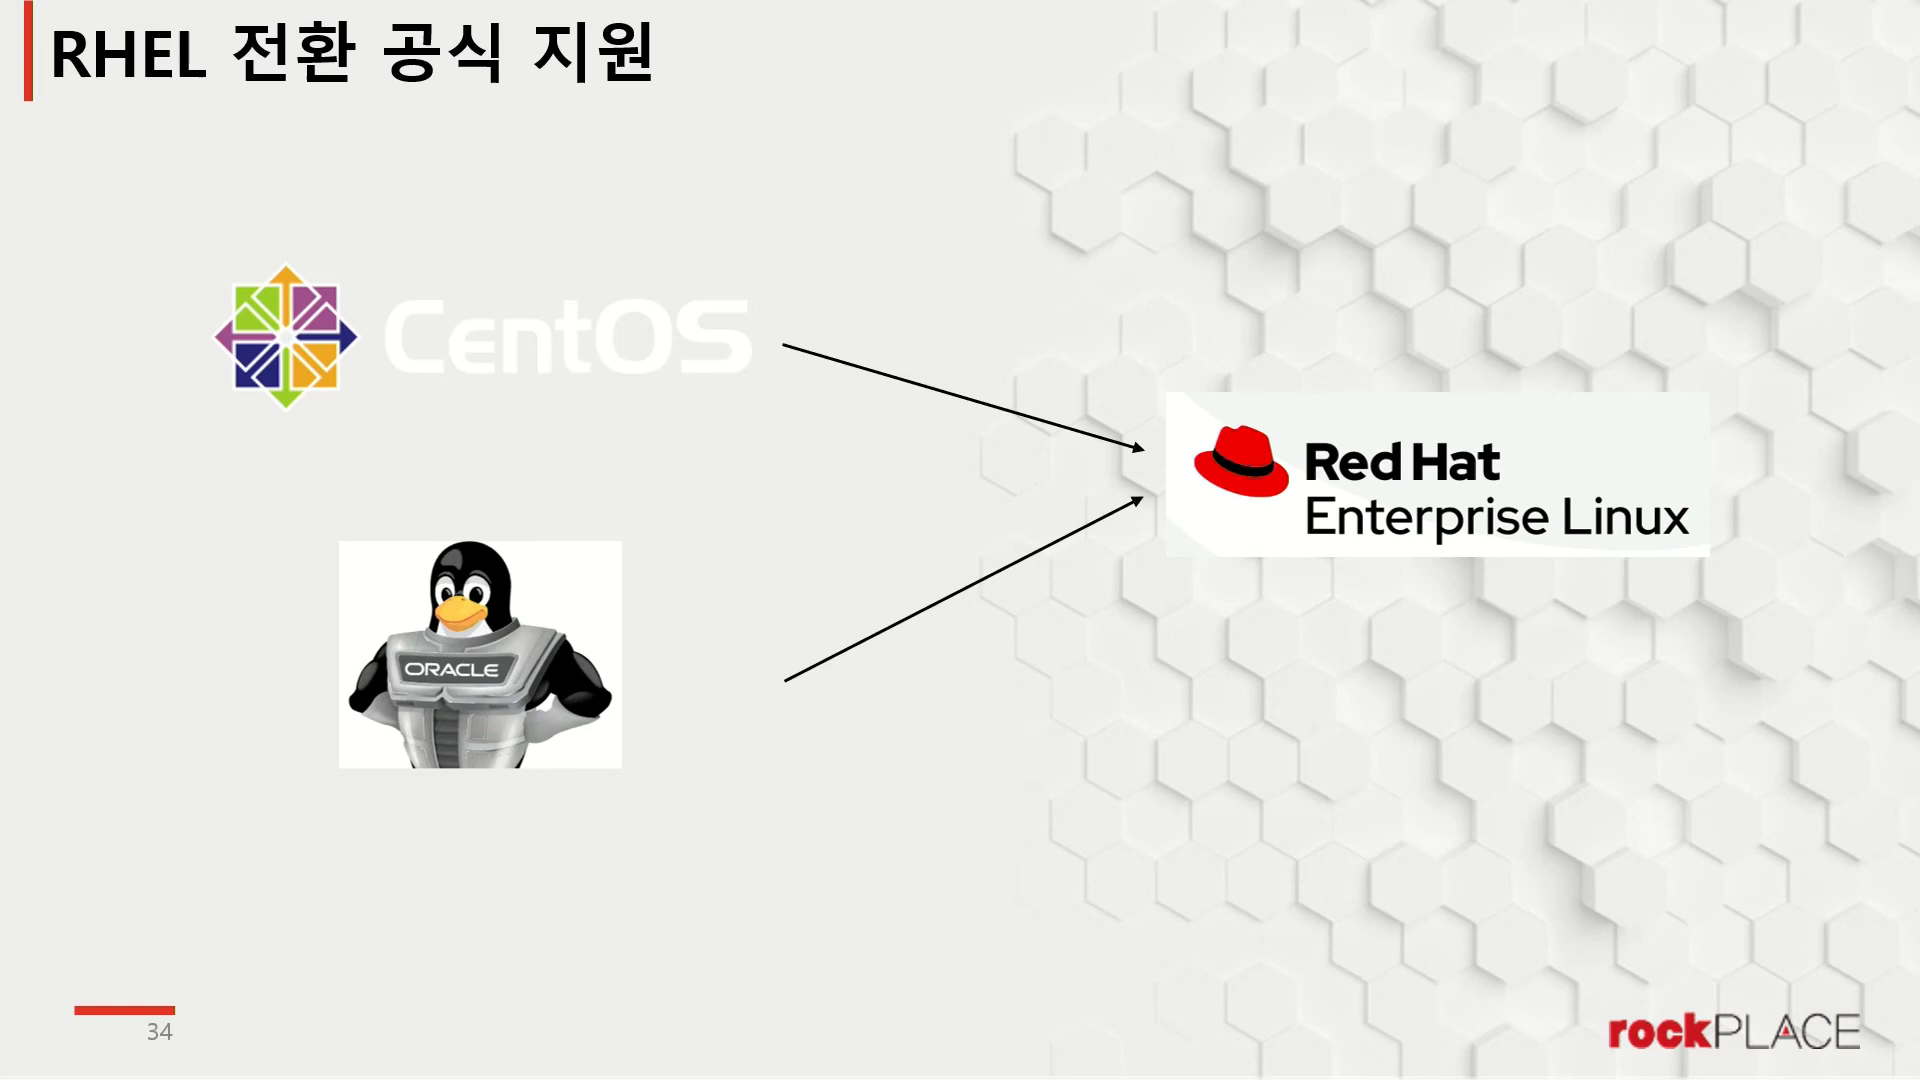 RHEL 전환 공식 지원
CentOS
ORACLE
Red Hat
Enterprise Linux
34
rockPLACE